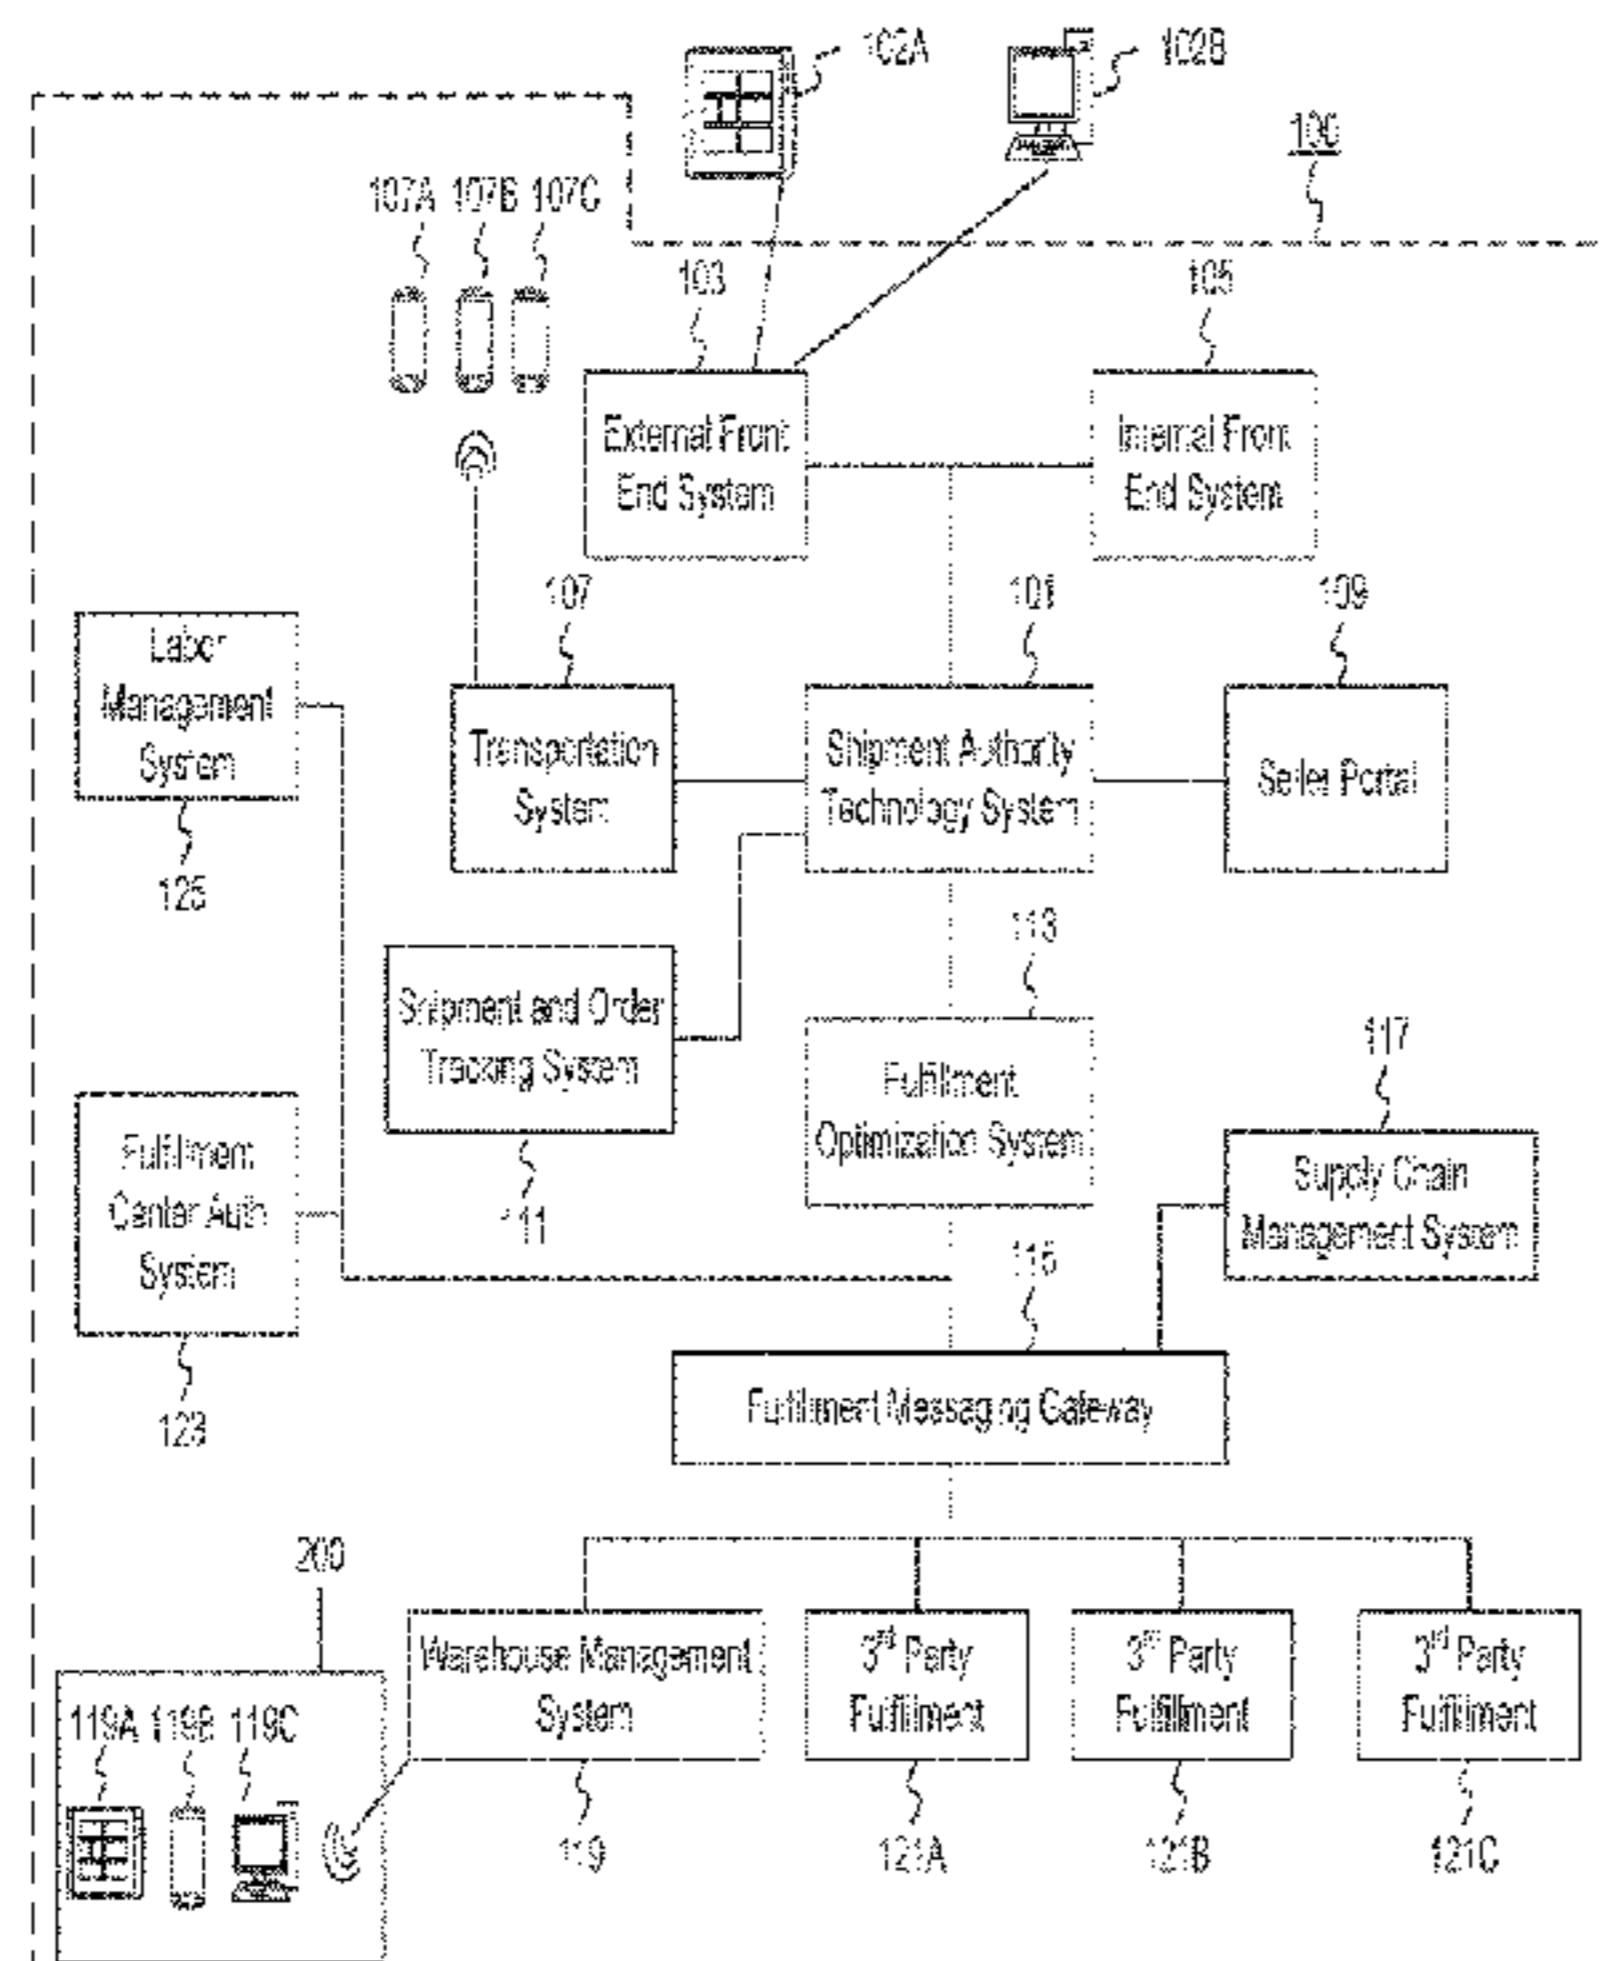 102A
102B
100
107A 107B 107C
103
105
External Front
End System
Internal Front
End System
107
101
109
Labor
Management
System
Transportation
System
Shipment Authority
Technology System
Seller Portal
125
113
Shipment and Order
Tracking System
117
Fulfillment
Optimization System
Fulfillment
Center Auth
System
Supply Chain
Management System
111
115
Fulfillment Messaging Gateway
123
200
Warehouse Management
System
3rd Party
Fulfillment
3rd Party
Fulfillment
3rd Party
Fulfillment
119A 119B 119C
119
121A
121B
121C